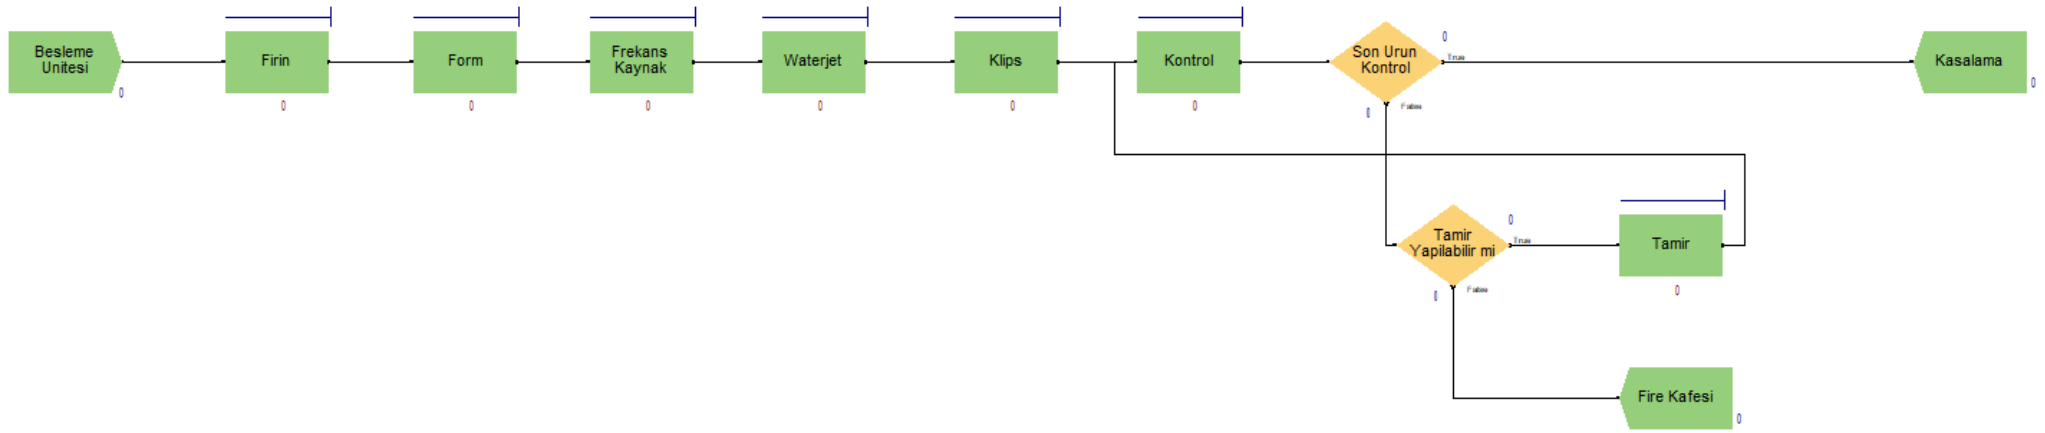 Besleme
Unitesi
0
Firin
0
Form
0
Frekans
Kaynak
0
Waterjet
0
Klips
0
Kontrol
0
Son Urun
Kontrol
0
True
0
False
Kasalama
0
Tamir
Yapilabilir mi
0
True
0
False
Tamir
0
Fire Kafesi
0